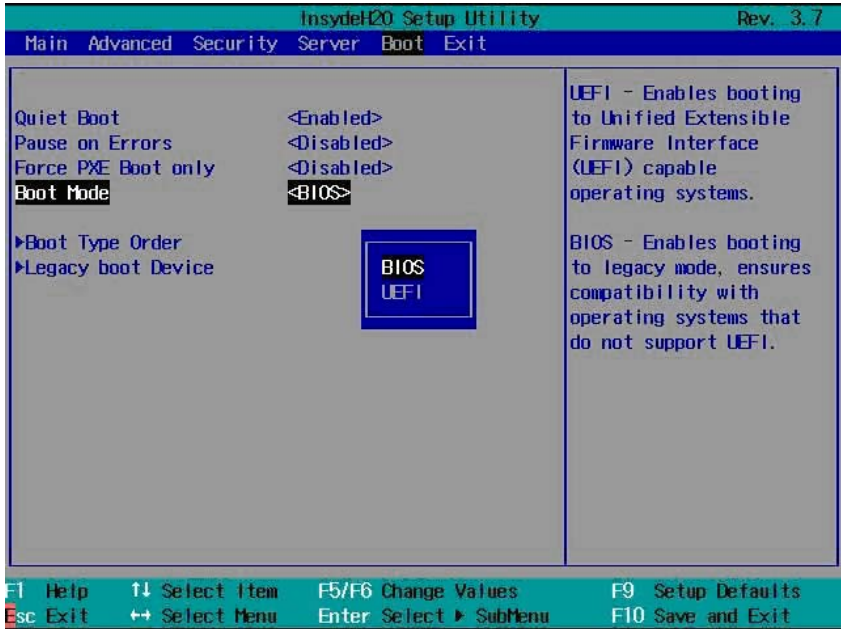 InsydeH20 Setup Utility Rev. 3.7
Main Advanced Security Server Boot Exit
Quiet Boot <Enabled>
Pause on Errors <Disabled>
Force PXE Boot only <Disabled>
Boot Mode <BIOS>
▶Boot Type Order
▶Legacy boot Device
BIOS
UEFI
UEFI - Enables booting
to Unified Extensible
Firmware Interface
(UEFI) capable
operating systems.
BIOS - Enables booting
to legacy mode, ensures
compatibility with
operating systems that
do not support UEFI.
F1 Help ↑↓ Select Item F5/F6 Change Values F9 Setup Defaults
Esc Exit ↔ Select Menu Enter Select ▶ SubMenu F10 Save and Exit